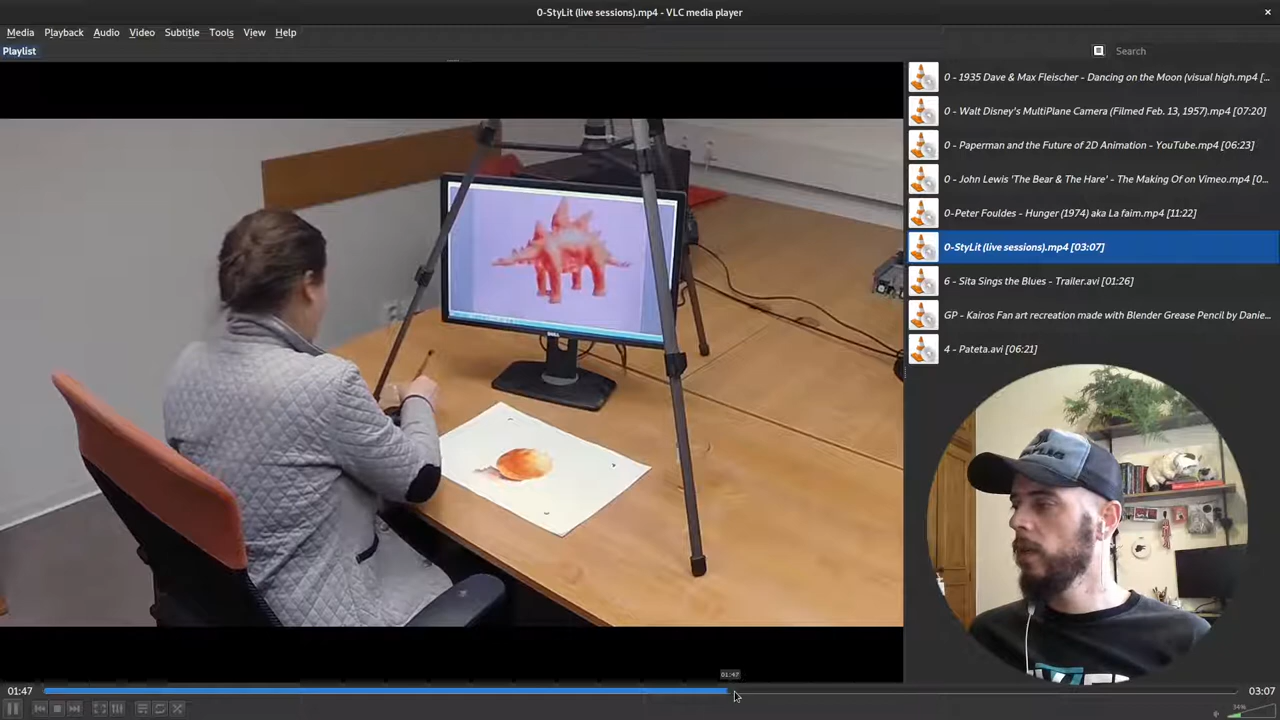 0-StyLit (live sessions).mp4 - VLC media player
×
Media Playback Audio Video Subtitle Tools View Help
Playlist
Search
0 - 1935 Dave & Max Fleischer - Dancing on the Moon (visual high.mp4 [...
0 - Walt Disney's MultiPlane Camera (Filmed Feb. 13, 1957).mp4 [07:20]
0 - Paperman and the Future of 2D Animation - YouTube.mp4 [06:23]
0 - John Lewis 'The Bear & The Hare' - The Making Of on Vimeo.mp4 [0...
0-Peter Fouldes - Hunger (1974) aka La faim.mp4 [11:22]
0-StyLit (live sessions).mp4 [03:07]
6 - Sita Sings the Blues - Trailer.avi [01:26]
GP - Kairos Fan art recreation made with Blender Grease Pencil by Danie...
4 - Pateta.avi [06:21]
DELL
01:47
01:47
03:07
34%